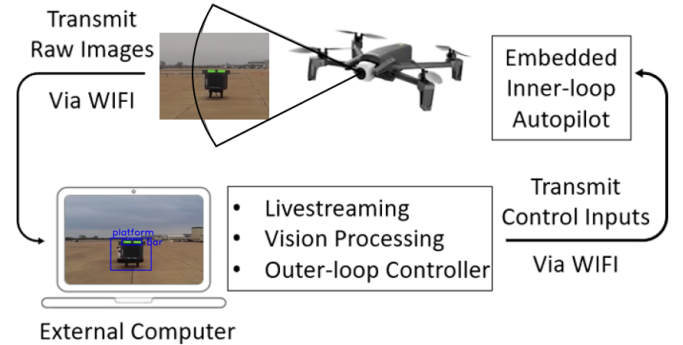 Transmit
Raw Images
Via WIFI
Embedded
Inner-loop
Autopilot
platform
bar
• Livestreaming
• Vision Processing
• Outer-loop Controller
Transmit
Control Inputs
Via WIFI
External Computer